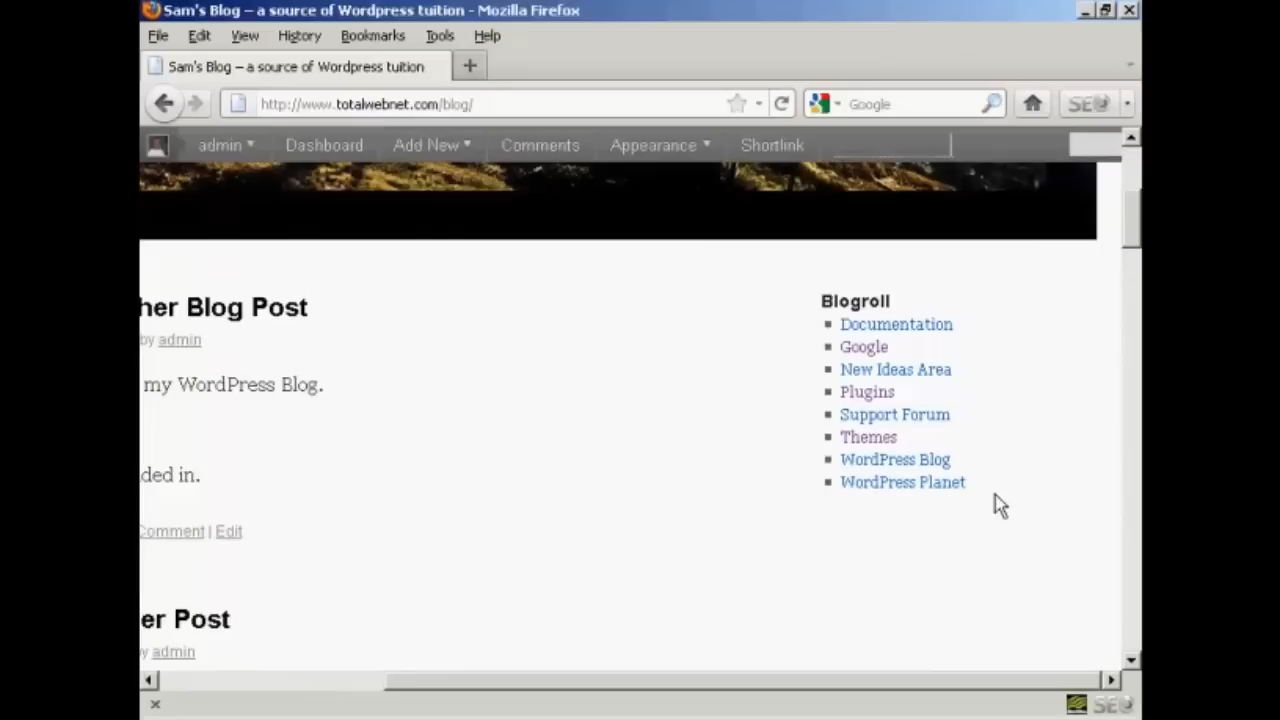 Sam's Blog – a source of Wordpress tuition - Mozilla Firefox
File Edit View History Bookmarks Tools Help
Sam's Blog – a source of Wordpress tuition +
http://www.totalwebnet.com/blog/ Google SEO
admin Dashboard Add New Comments Appearance Shortlink
her Blog Post
by admin
my WordPress Blog.
ded in.
Comment | Edit
er Post
y admin
Blogroll
Documentation
Google
New Ideas Area
Plugins
Support Forum
Themes
WordPress Blog
WordPress Planet
x SEO